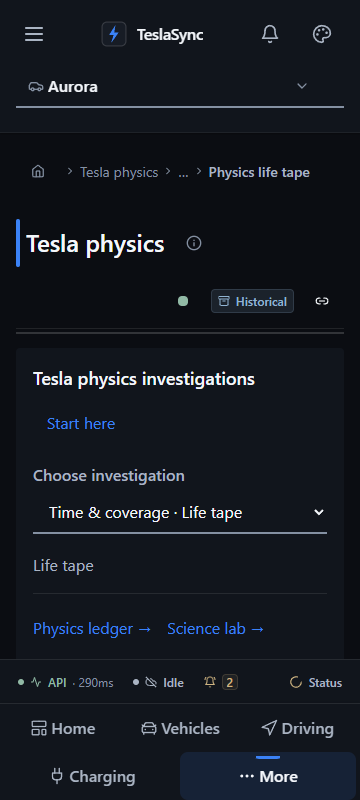 TeslaSync
Aurora
Tesla physics ... Physics life tape
Tesla physics
Historical
Tesla physics investigations
Start here
Choose investigation
Time & coverage · Life tape
Life tape
Physics ledger → Science lab →
API · 290ms Idle 2 Status
Home Vehicles Driving
Charging ··· More